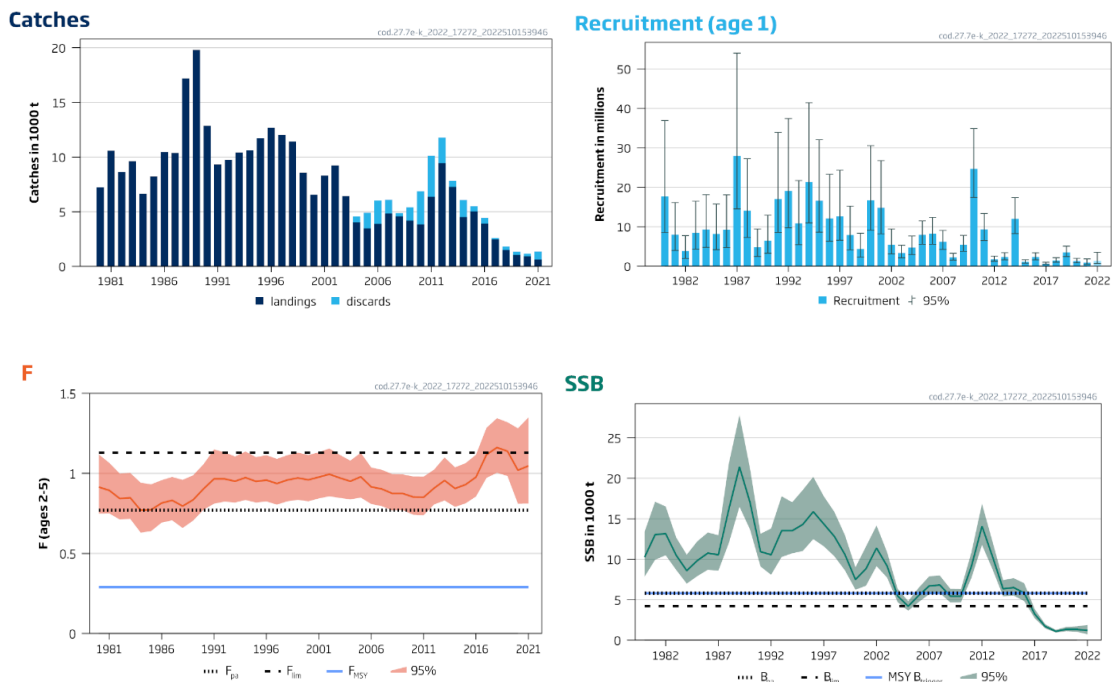 Catches
cod.27.7e-k_2022_17272_2022510153946
Catches in 1000 t
20
15
10
5
0
1981 1986 1991 1996 2001 2006 2011 2016 2021
landings discards
Recruitment (age 1)
cod.27.7e-k_2022_17272_2022510153946
Recruitment in millions
50
40
30
20
10
0
1982 1987 1992 1997 2002 2007 2012 2017 2022
Recruitment 95%
F
cod.27.7e-k_2022_17272_2022510153946
F (ages 2-5)
1.5
1
0.5
0
1981 1986 1991 1996 2001 2006 2011 2016 2021
Fpa Flim FMSY 95%
SSB
cod.27.7e-k_2022_17272_2022510153946
SSB in 1000 t
25
20
15
10
5
0
1982 1987 1992 1997 2002 2007 2012 2017 2022
MSY 95%